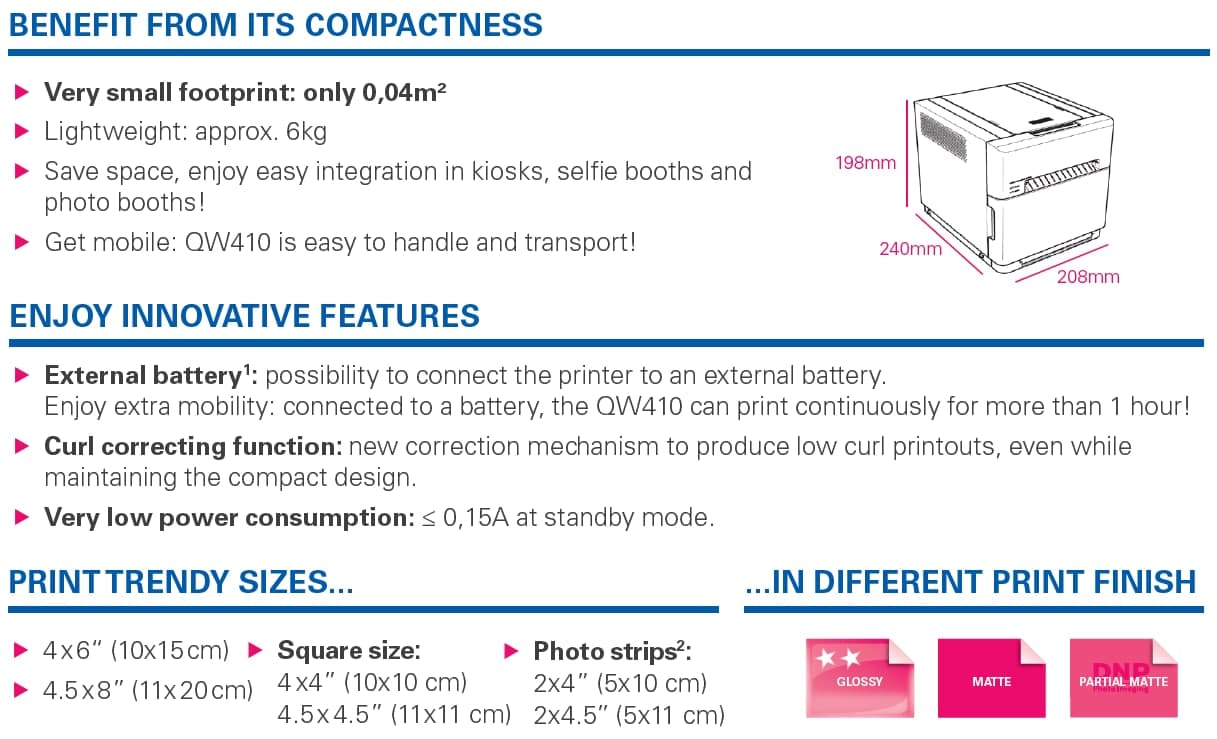 BENEFIT FROM ITS COMPACTNESS
Very small footprint: only 0,04m²
Lightweight: approx. 6kg
Save space, enjoy easy integration in kiosks, selfie booths and
photo booths!
Get mobile: QW410 is easy to handle and transport!
198mm
240mm
208mm
ENJOY INNOVATIVE FEATURES
External battery¹: possibility to connect the printer to an external battery.
Enjoy extra mobility: connected to a battery, the QW410 can print continuously for more than 1 hour!
Curl correcting function: new correction mechanism to produce low curl printouts, even while
maintaining the compact design.
Very low power consumption: ≤ 0,15A at standby mode.
PRINT TRENDY SIZES...
4x6” (10x15cm)
4.5x8” (11x20cm)
Square size:
4x4” (10x10 cm)
4.5x4.5” (11x11 cm)
Photo strips²:
2x4” (5x10 cm)
2x4.5” (5x11 cm)
...IN DIFFERENT PRINT FINISH
GLOSSY
MATTE
DNP
PARTIAL MATTE
PhotoImaging